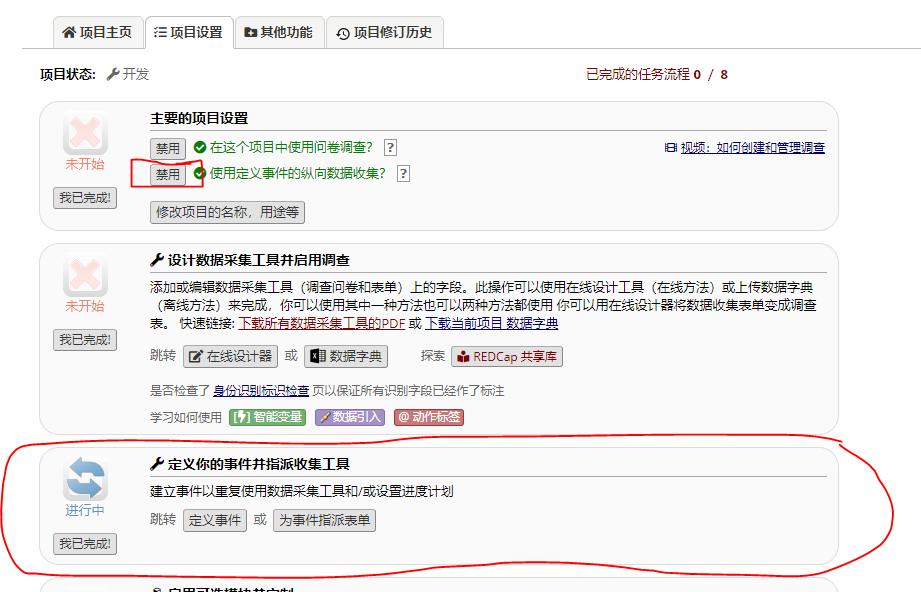 项目主页 项目设置 其他功能 项目修订历史
项目状态: 开发 已完成的任务流程 0 / 8
主要的项目设置
未开始
我已完成!
禁用 在这个项目中使用问卷调查? ? 视频: 如何创建和管理调查
禁用 使用定义事件的纵向数据收集? ?
修改项目的名称，用途等
设计数据采集工具并启用调查
未开始
我已完成!
添加或编辑数据采集工具（调查问卷和表单）上的字段。此操作可以使用在线设计工具（在线方法）或上传数据字典
（离线方法）来完成，你可以使用其中一种方法也可以两种方法都使用 你可以用在线设计器将数据收集表单变成调查
表。 快速链接: 下载所有数据采集工具的PDF 或 下载当前项目 数据字典
跳转 在线设计器 或 数据字典 探索 REDCap 共享库
是否检查了 身份识别标识检查 页以保证所有识别字段已经作了标注
学习如何使用 [⚡] 智能变量 数据引入 @ 动作标签
定义你的事件并指派收集工具
进行中
我已完成!
建立事件以重复使用数据采集工具和/或设置进度计划
跳转 定义事件 或 为事件指派表单